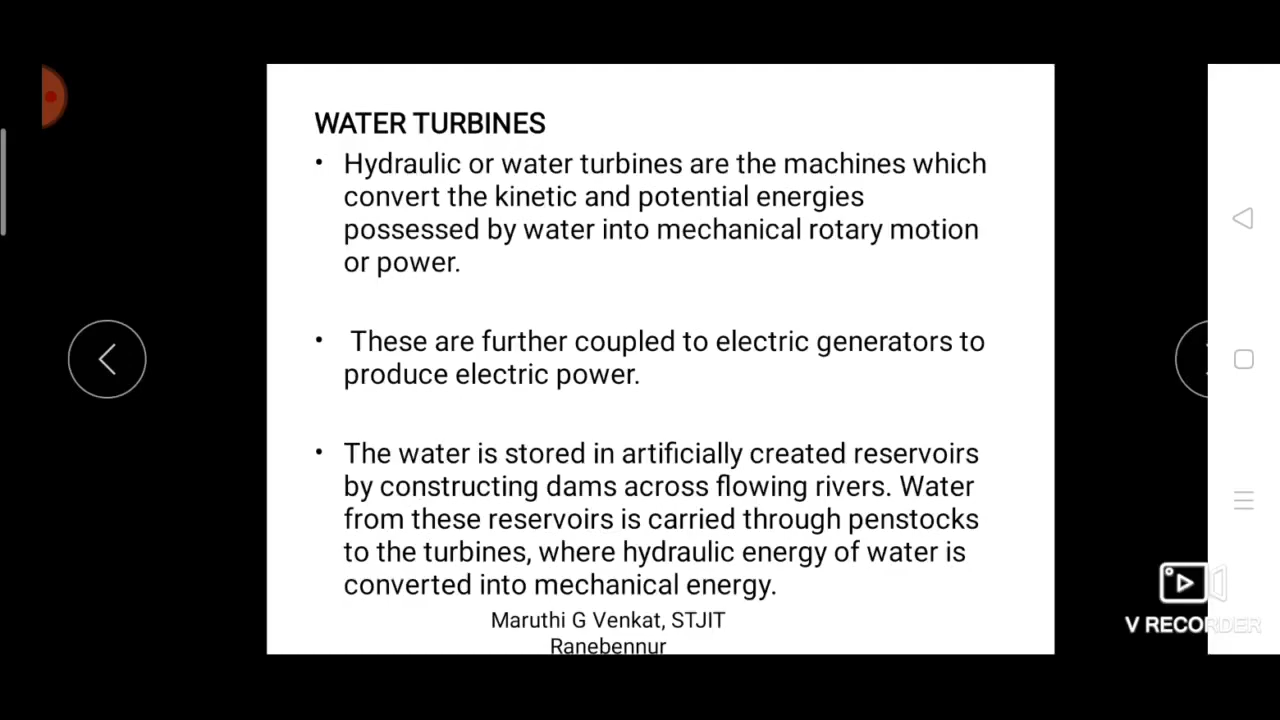 WATER TURBINES
• Hydraulic or water turbines are the machines which
convert the kinetic and potential energies
possessed by water into mechanical rotary motion
or power.
• These are further coupled to electric generators to
produce electric power.
• The water is stored in artificially created reservoirs
by constructing dams across flowing rivers. Water
from these reservoirs is carried through penstocks
to the turbines, where hydraulic energy of water is
converted into mechanical energy.
Maruthi G Venkat, STJIT
Ranebennur
V RECORDER